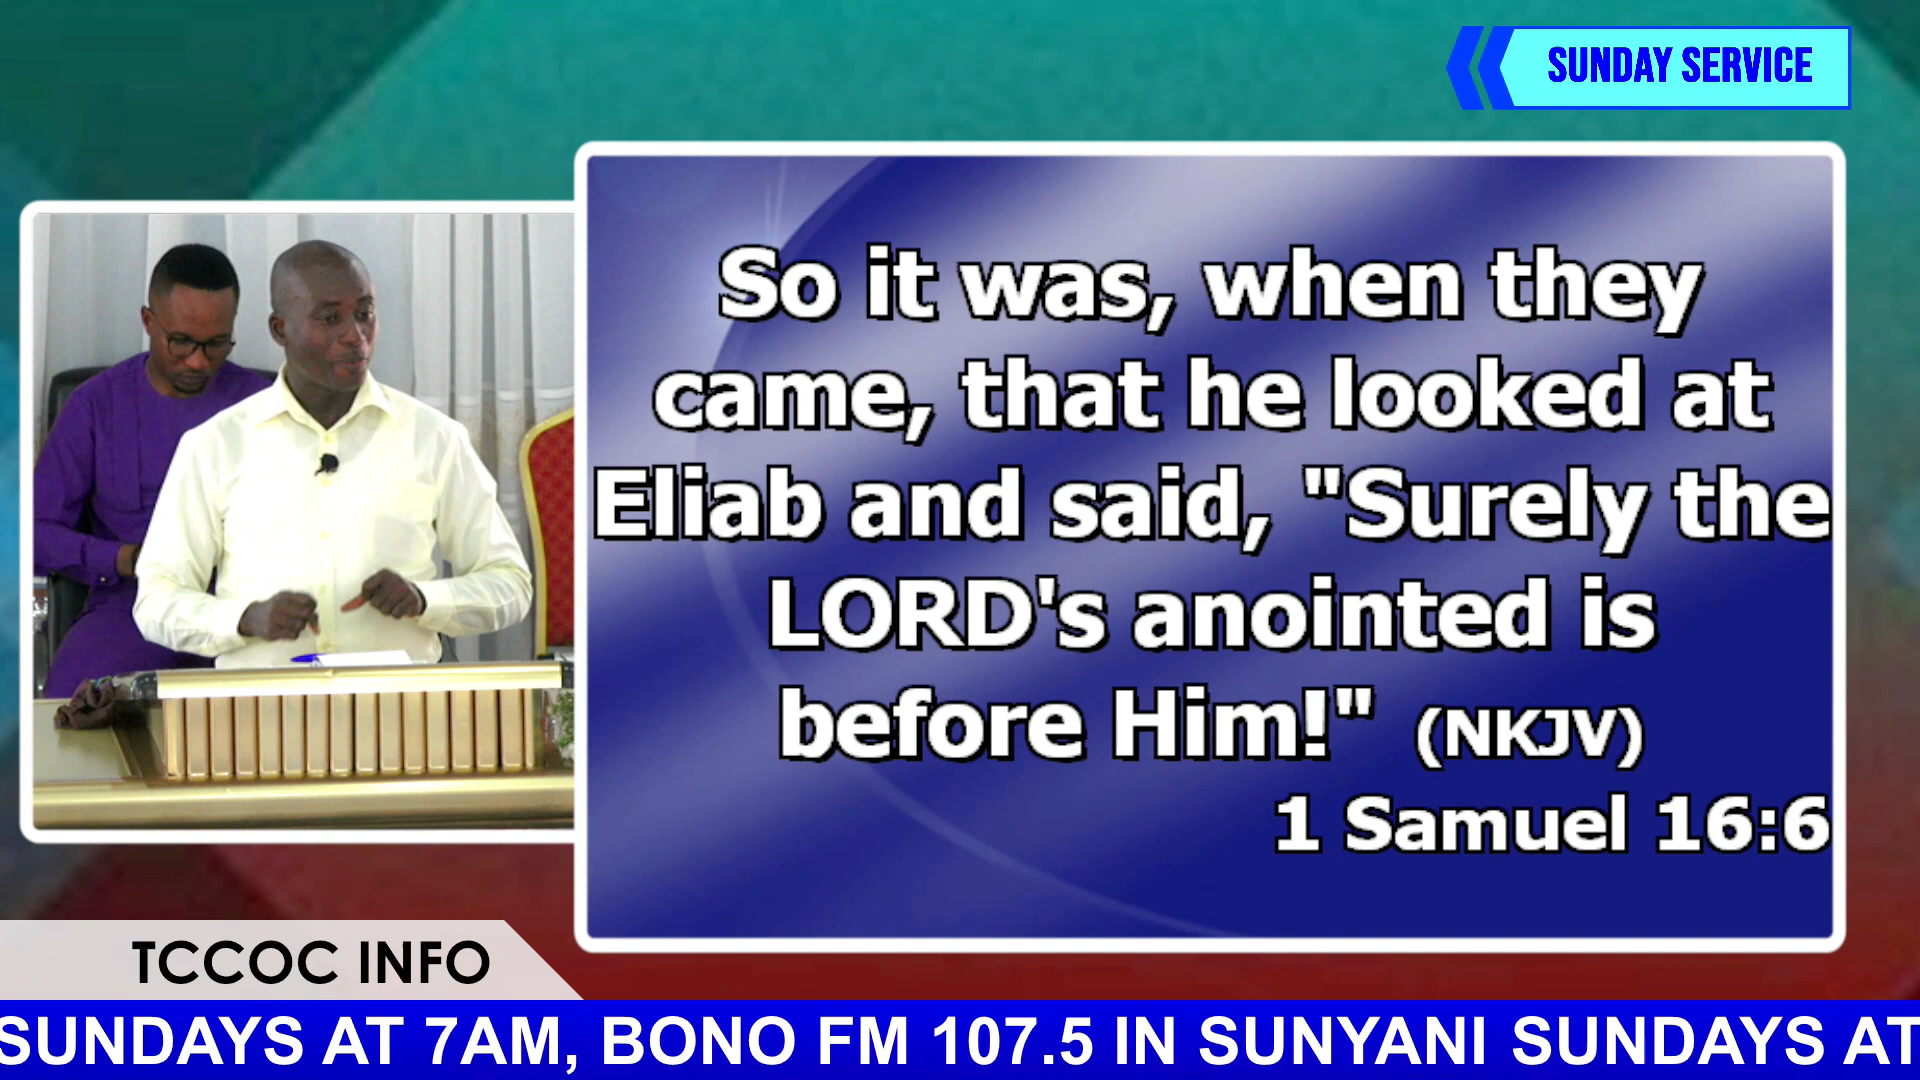 SUNDAY SERVICE
So it was, when they
came, that he looked at
Eliab and said, "Surely the
LORD's anointed is
before Him!" (NKJV)
1 Samuel 16:6
TCCOC INFO
SUNDAYS AT 7AM, BONO FM 107.5 IN SUNYANI SUNDAYS AT